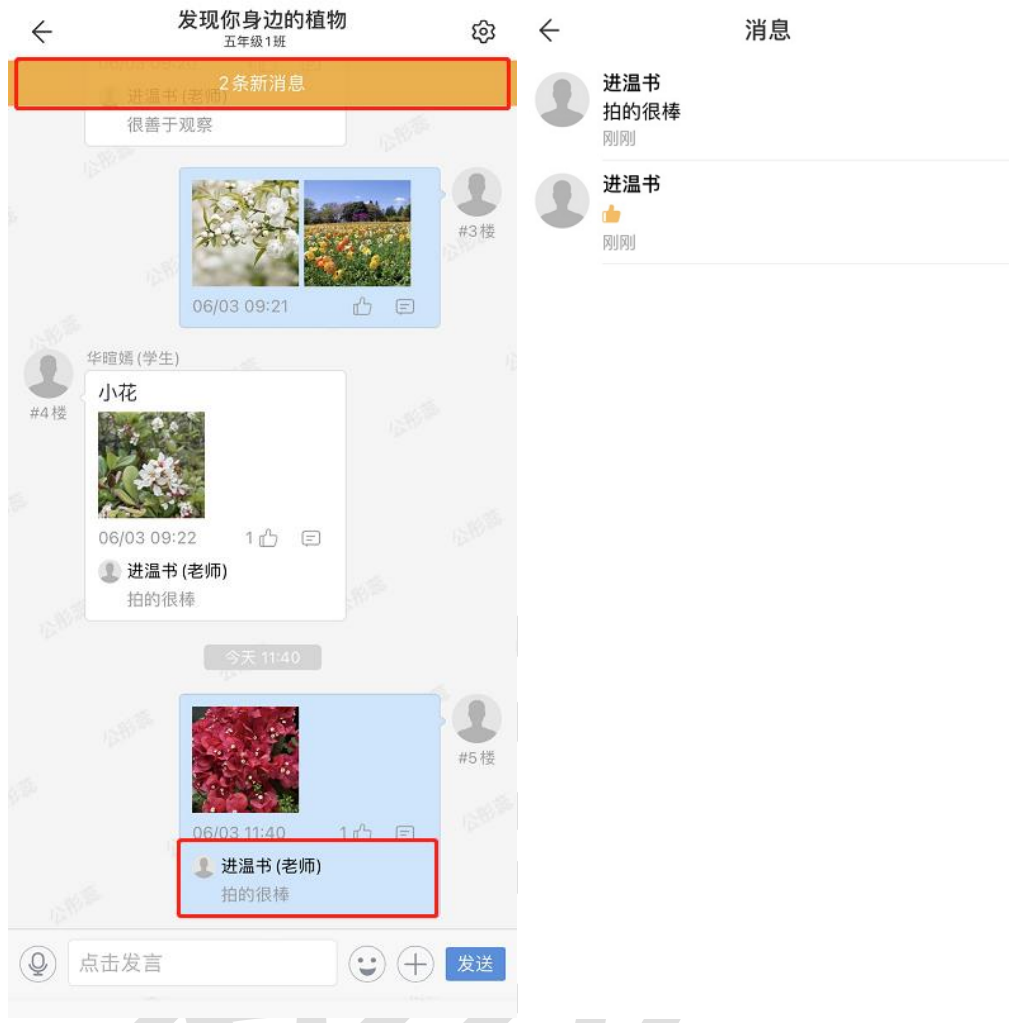 发现你身边的植物
五年级1班
2条新消息
进温书(老师)
很善于观察
#3楼
06/03 09:21
华暄嫣(学生)
小花
#4楼
06/03 09:22
1
进温书(老师)
拍的很棒
今天 11:40
#5楼
06/03 11:40
1
进温书(老师)
拍的很棒
点击发言
发送
消息
进温书
拍的很棒
刚刚
进温书
刚刚
公彤蕊